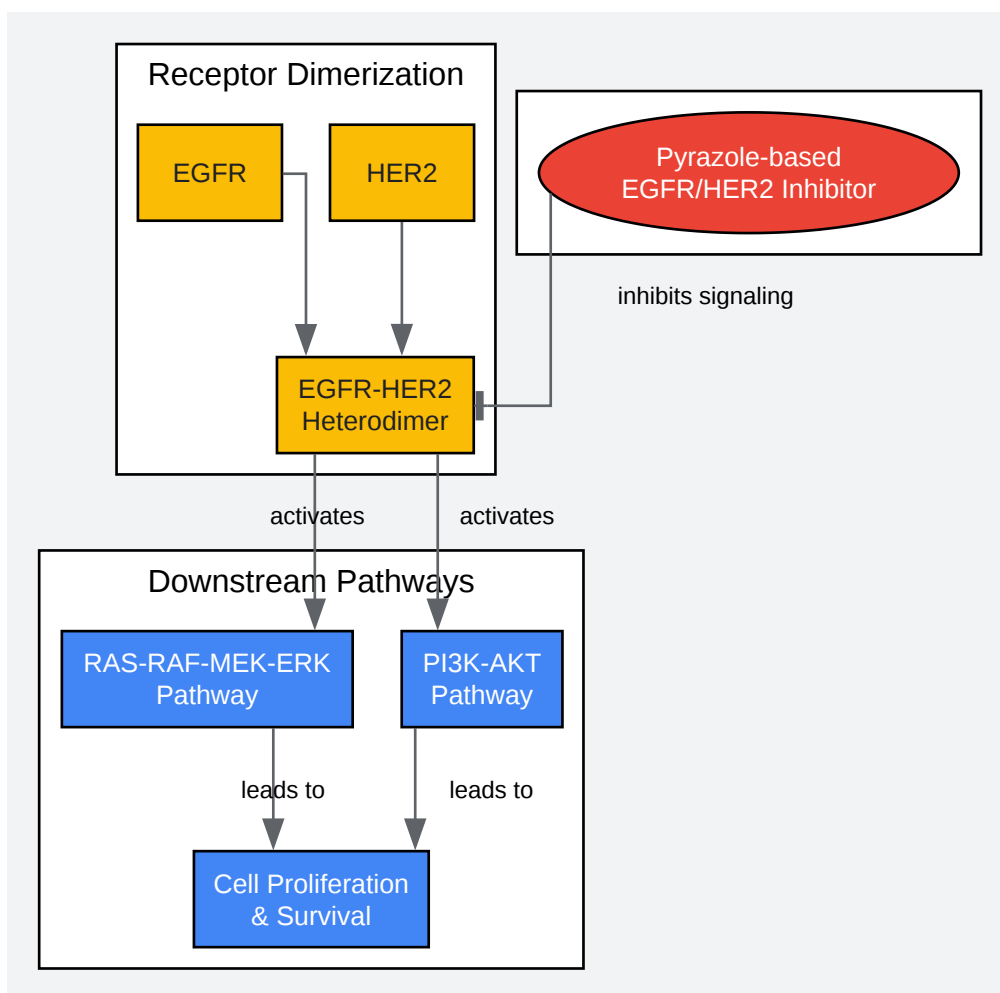 Receptor Dimerization
EGFR
HER2
Pyrazole-based
EGFR/HER2 Inhibitor
inhibits signaling
EGFR-HER2
Heterodimer
activates
activates
Downstream Pathways
RAS-RAF-MEK-ERK
Pathway
PI3K-AKT
Pathway
leads to
leads to
Cell Proliferation
& Survival